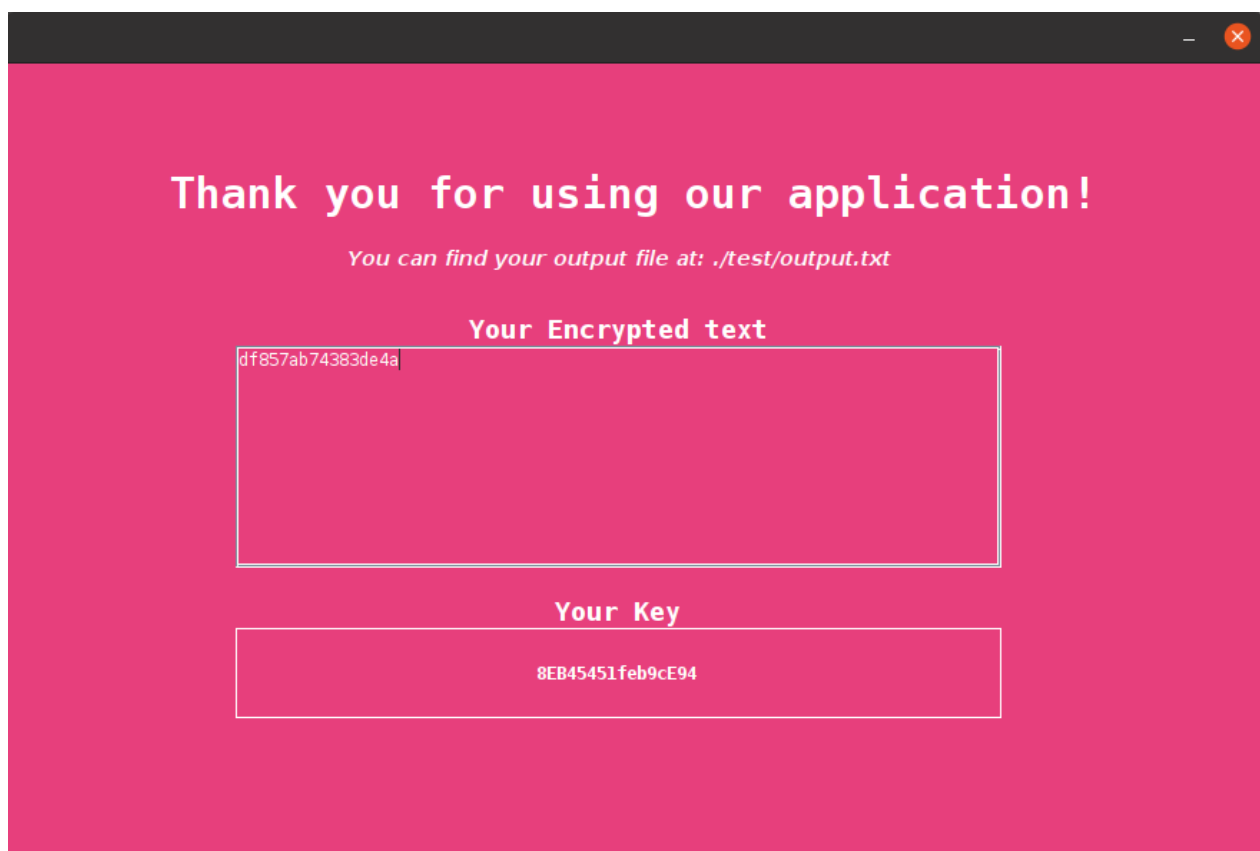 Thank you for using our application!
You can find your output file at: ./test/output.txt
Your Encrypted text
df857ab74383de4a
Your Key
8EB45451feb9cE94